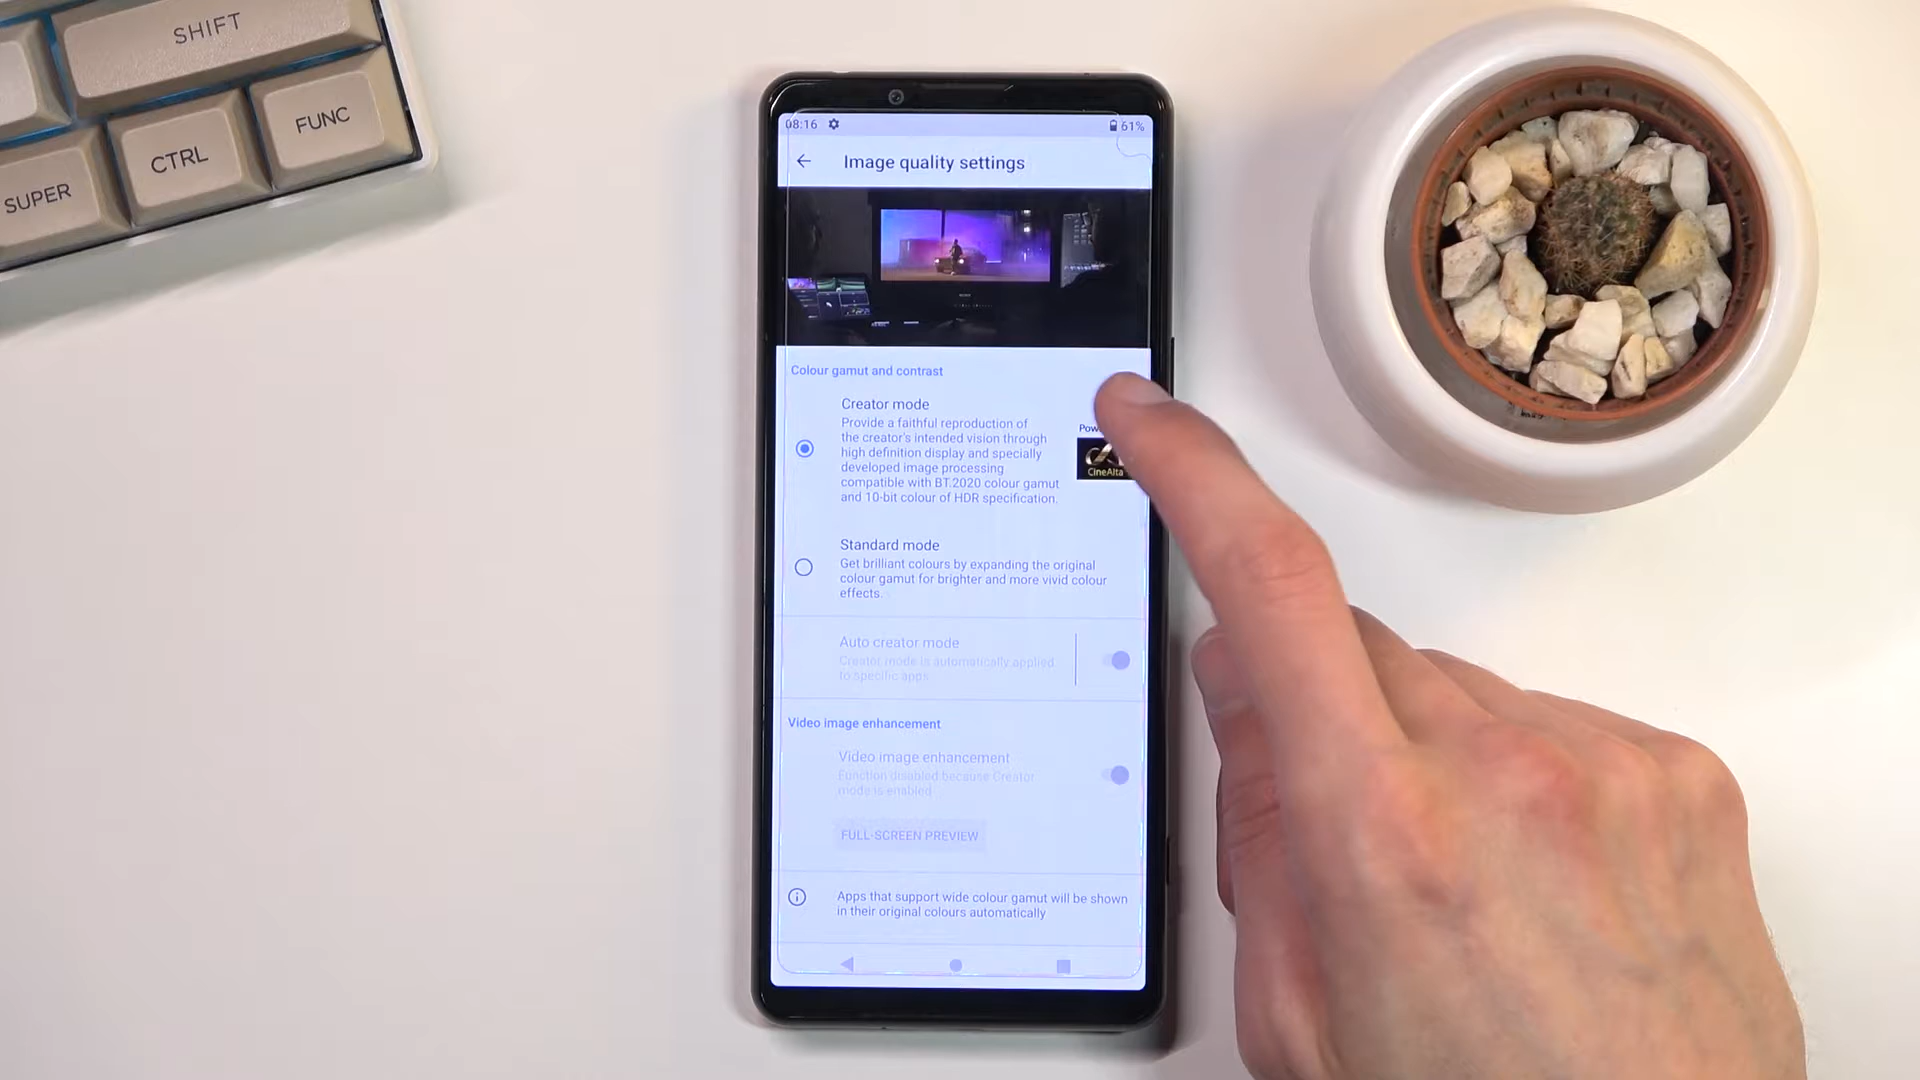 SHIFT
FUNC
CTRL
SUPER
08:16
61%
Image quality settings
Colour gamut and contrast
Creator mode
Provide a faithful reproduction of
the creator's intended vision through
high definition display and specially
developed image processing
compatible with BT.2020 colour gamut
and 10-bit colour of HDR specification.
CineAlta
Standard mode
Get brilliant colours by expanding the original
colour gamut for brighter and more vivid colour
effects.
Auto creator mode
Creator mode is automatically applied
to specific apps
Video image enhancement
Video image enhancement
Function disabled because Creator
mode is enabled
FULL-SCREEN PREVIEW
Apps that support wide colour gamut will be shown
in their original colours automatically